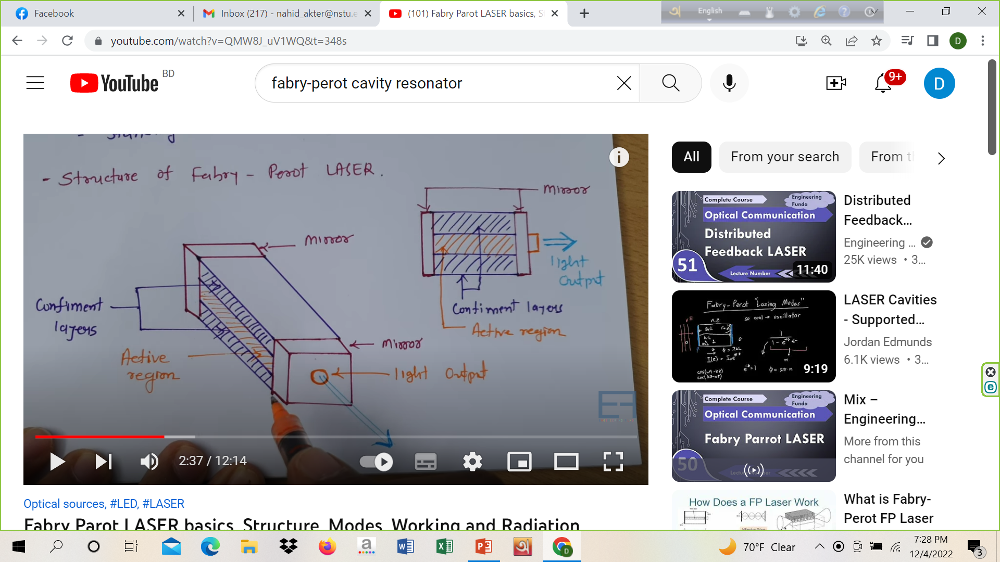 Facebook
Inbox (217) - nahid_akter@nstu.e
(101) Fabry Parot LASER basics, S
English
youtube.com/watch?v=QMW8J_uV1WQ&t=348s
D
YouTube BD
fabry-perot cavity resonator
9+
D
- Structure of Fabry - Perot LASER.
Mirror
Mirror
light
Output
Confiment
layers
Confiment layers
Active region
Mirror
Active
region
light Output
2:37 / 12:14
Optical sources, #LED, #LASER
Fabry Parot LASER basics, Structure, Modes, Working and Radiation
All
From your search
From t
Complete Course
Engineering
Funda
Optical Communication
Distributed
Feedback LASER
51
Lecture Number
11:40
Distributed
Feedback...
Engineering ...
25K views • 3...
Fabry-Perot "Lasing Modes"
so cool → oscillator
9:19
LASER Cavities
- Supported...
Jordan Edmunds
6.1K views • 3...
Complete Course
Engineering
Funda
Optical Communication
Fabry Parrot LASER
50
Mix –
Engineering...
More from this
channel for you
How Does a FP Laser Work
What is Fabry-
Perot FP Laser
70°F Clear
7:28 PM
12/4/2022
3